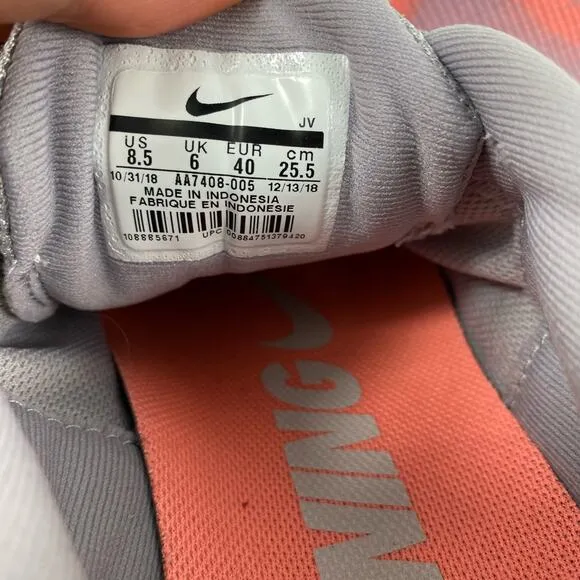 JV
US UK EUR cm
8.5 6 40 25.5
10/31/18 AA7408-005 12/13/18
MADE IN INDONESIA
FABRIQUE EN INDONESIE
108885671 UPC 00884751379420
NING